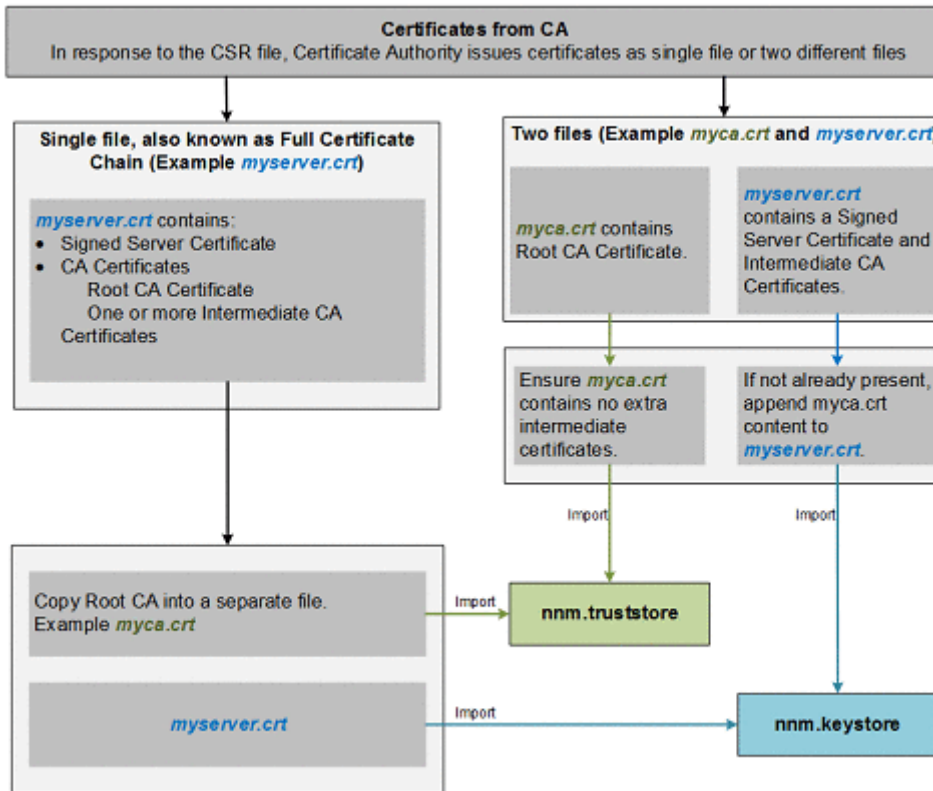 Certificates from CA
In response to the CSR file, Certificate Authority issues certificates as single file or two different files
Single file, also known as Full Certificate
Chain (Example myserver.crt)
myserver.crt contains:
• Signed Server Certificate
• CA Certificates
Root CA Certificate
One or more Intermediate CA
Certificates
Two files (Example myca.crt and myserver.crt)
myca.crt contains
Root CA Certificate.
myserver.crt
contains a Signed
Server Certificate and
Intermediate CA
Certificates.
Ensure myca.crt
contains no extra
intermediate
certificates.
If not already present,
append myca.crt
content to
myserver.crt.
Import
Import
Copy Root CA into a separate file.
Example myca.crt
Import
nnm.truststore
myserver.crt
Import
nnm.keystore